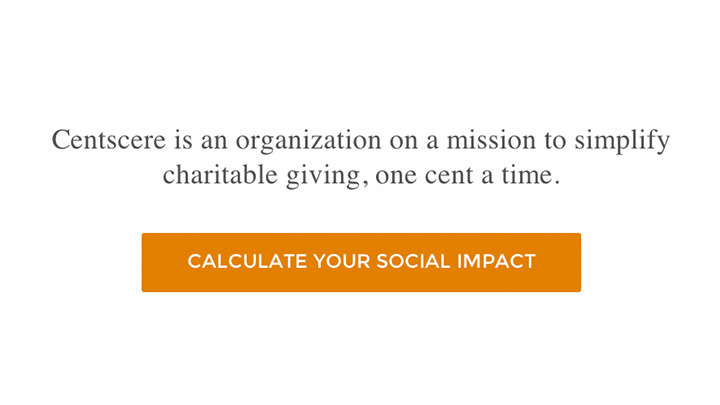 Centscere is an organization on a mission to simplify
charitable giving, one cent a time.
CALCULATE YOUR SOCIAL IMPACT